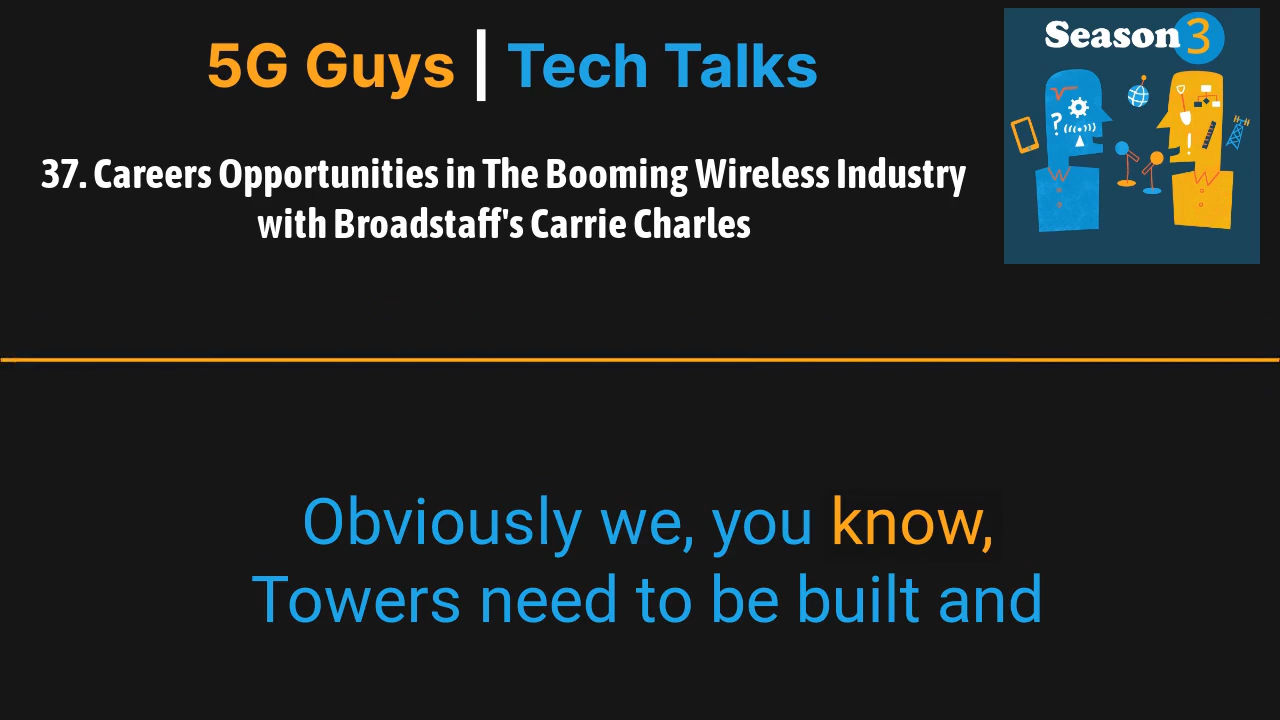 5G Guys | Tech Talks
Season 3
37. Careers Opportunities in The Booming Wireless Industry
with Broadstaff's Carrie Charles
?
!
Obviously we, you know,
Towers need to be built and